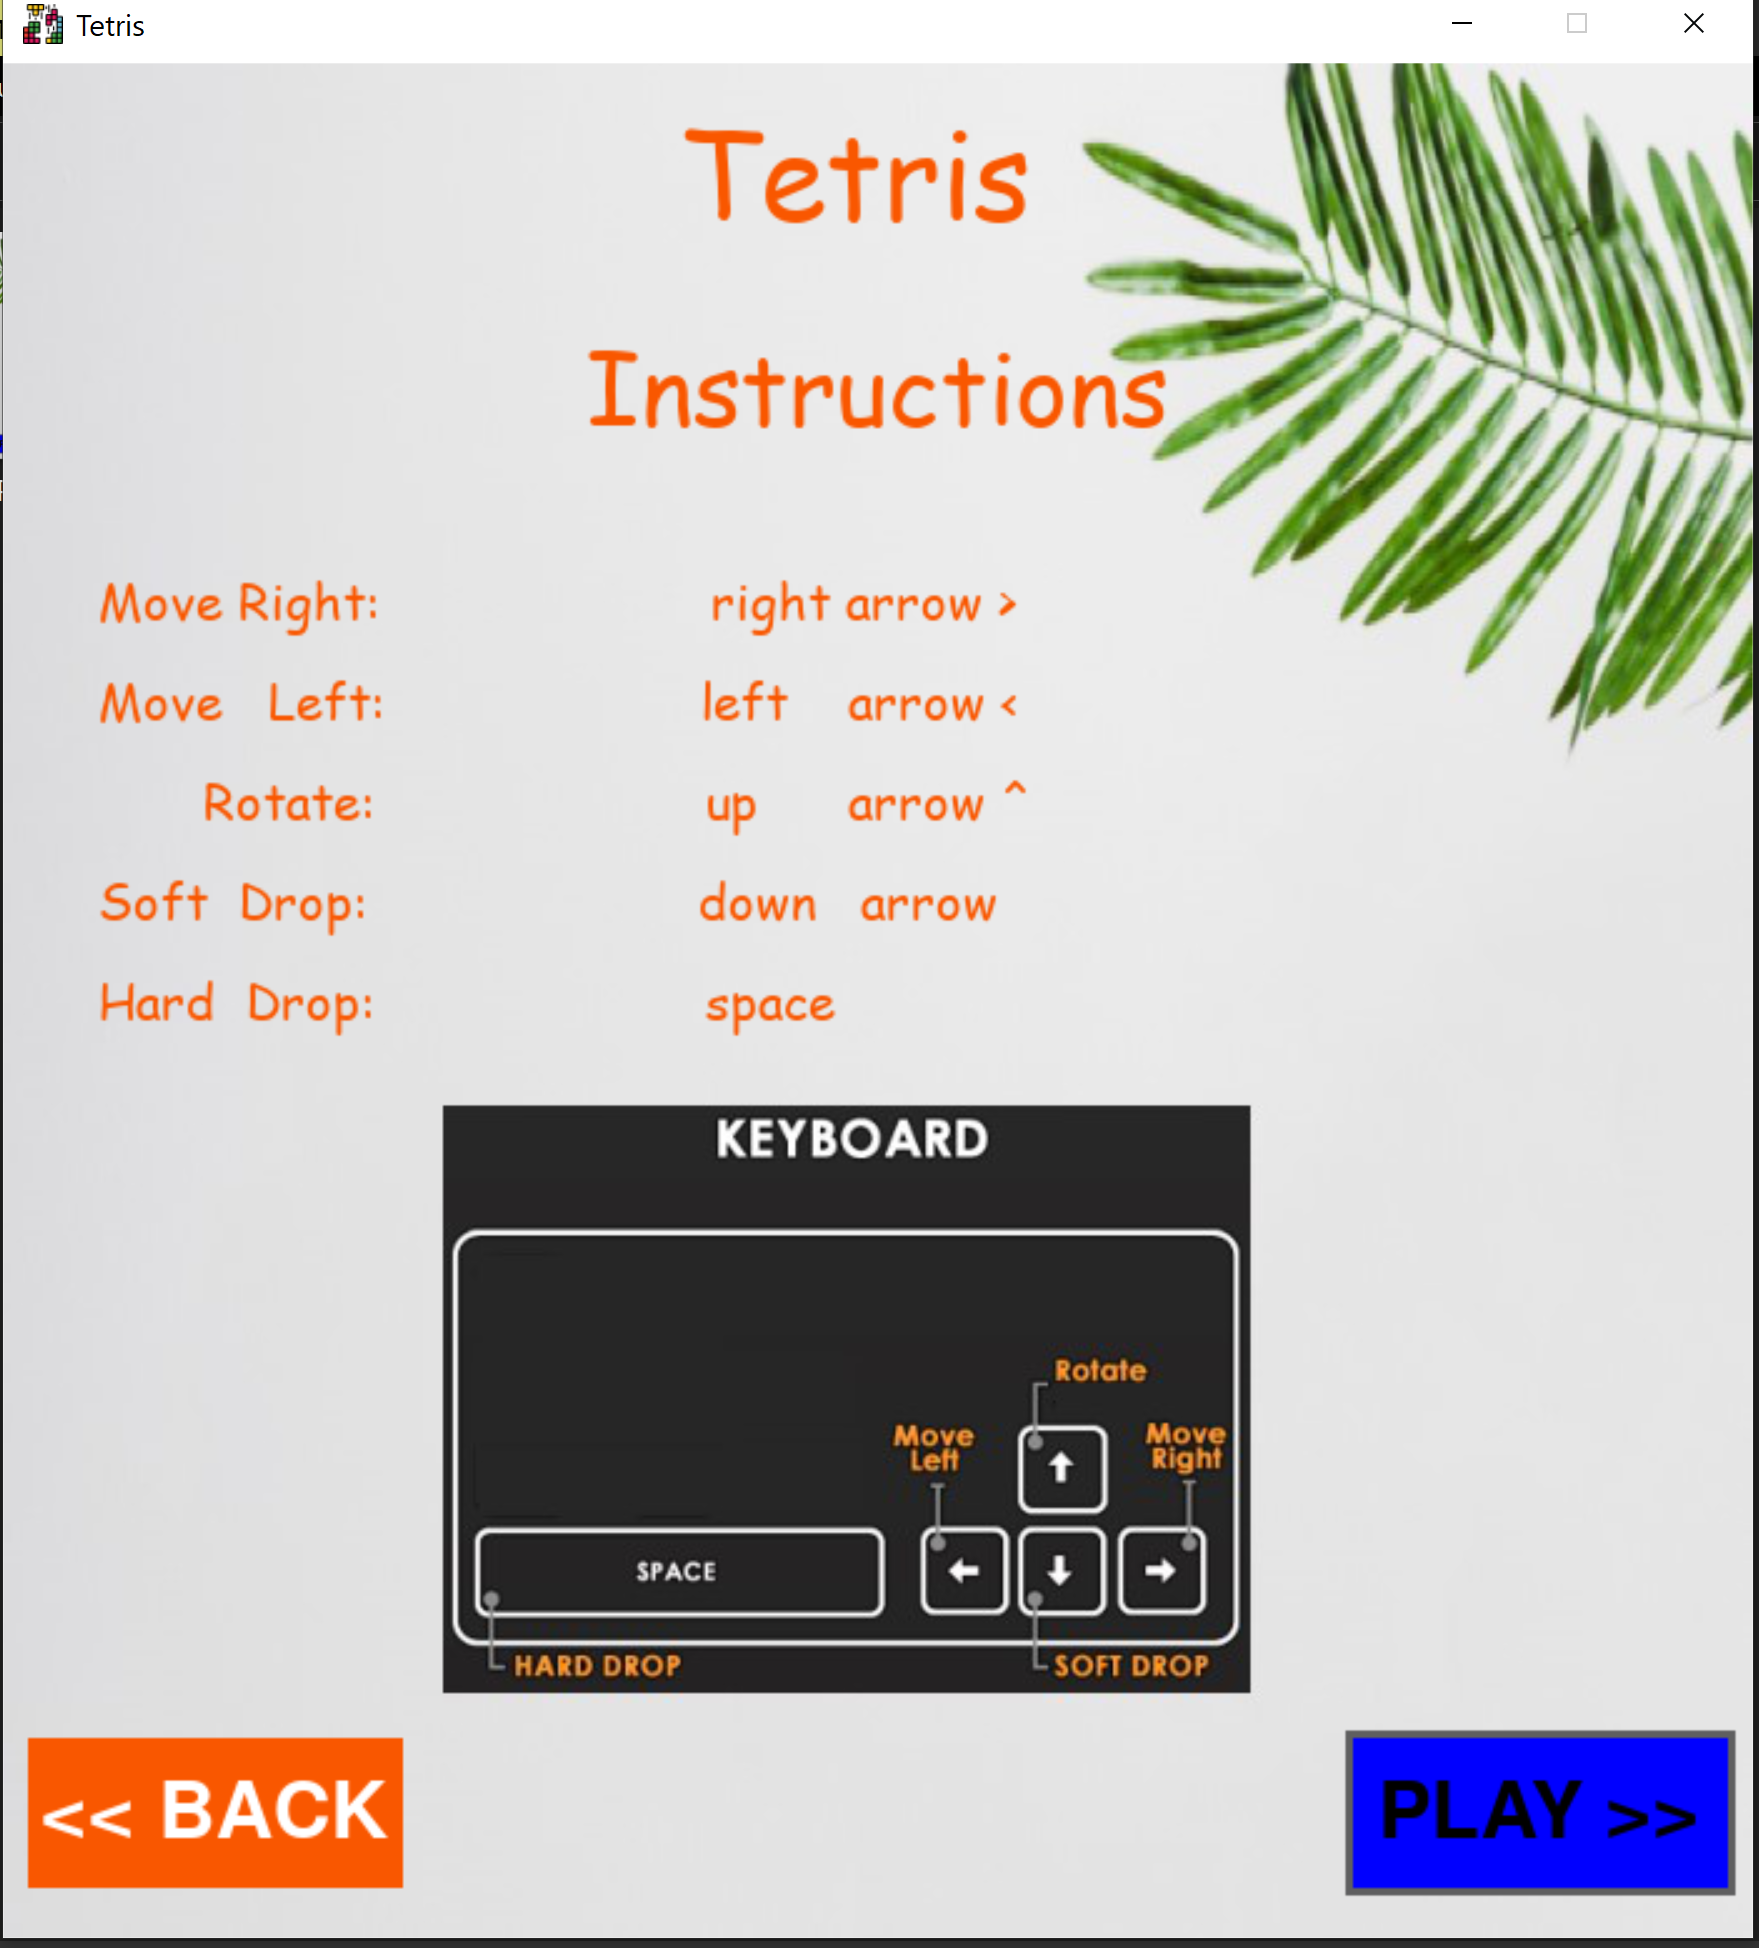 Tetris
Tetris
Instructions
Move Right: right arrow >
Move Left: left arrow <
Rotate: up arrow ^
Soft Drop: down arrow
Hard Drop: space
KEYBOARD
Rotate
Move
Left
Move
Right
SPACE
HARD DROP
SOFT DROP
<< BACK
PLAY >>